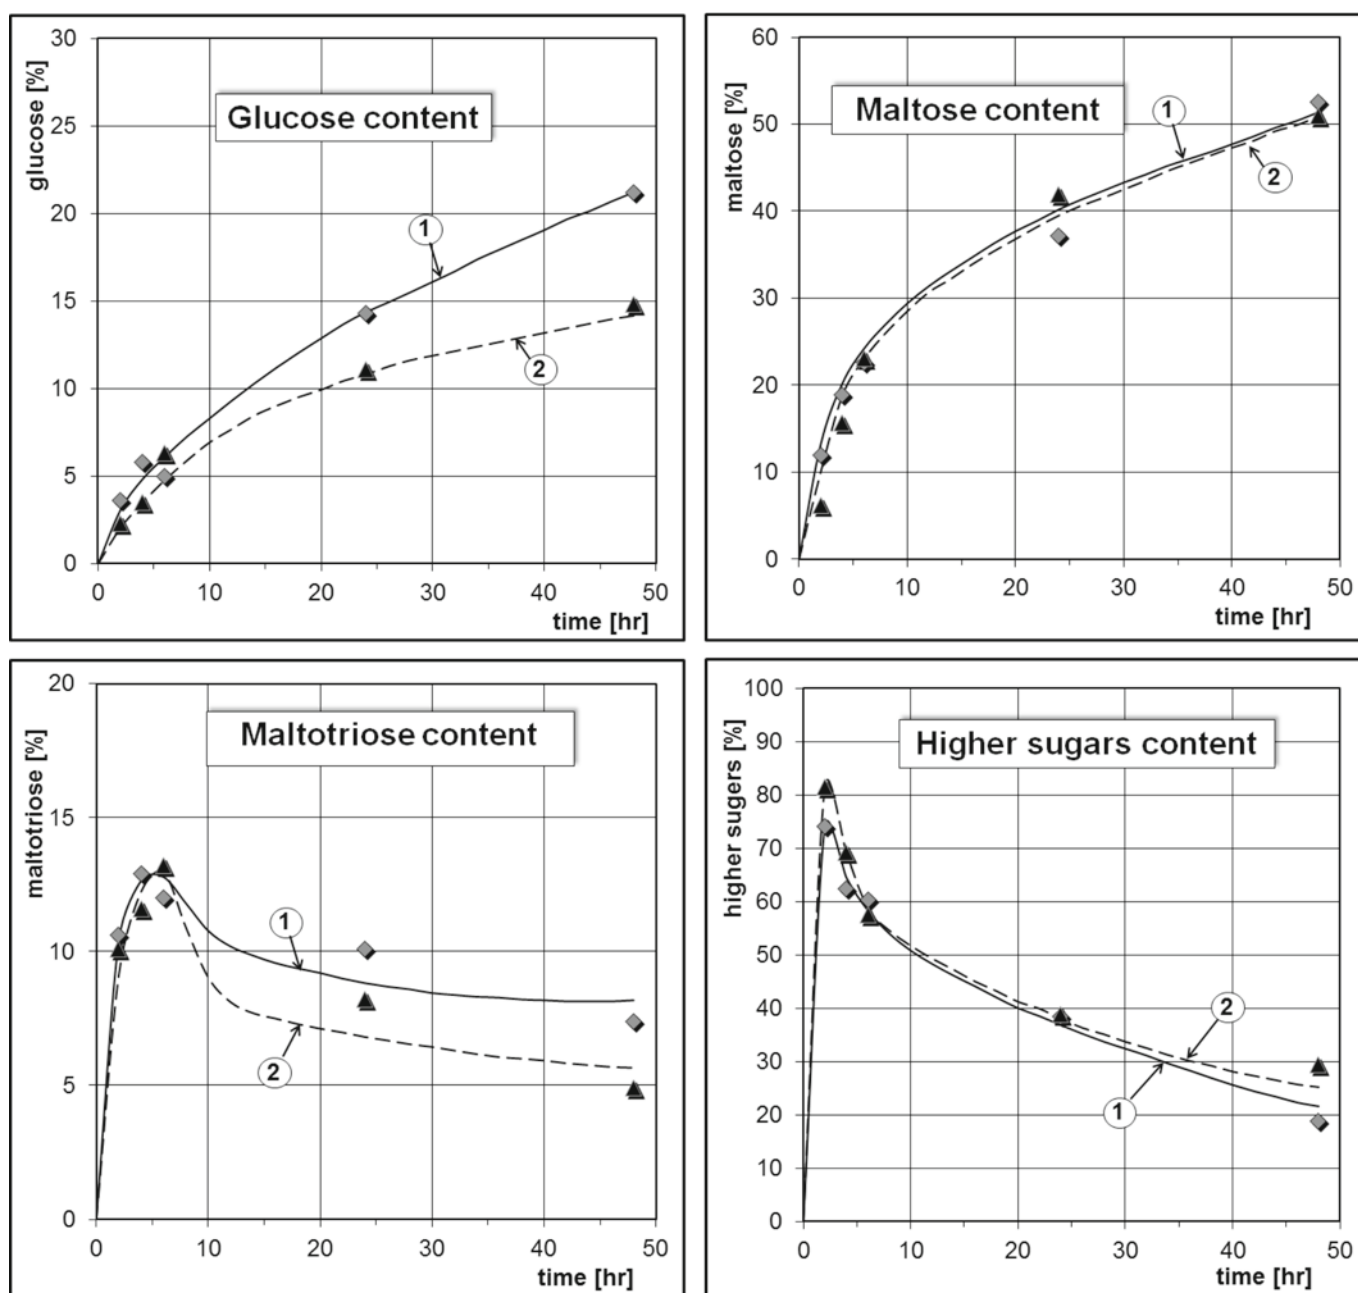 30
25
20
15
10
5
0
glucose [%]
Glucose content
1
2
0 10 20 30 40 50
time [hr]
60
50
40
30
20
10
0
maltose [%]
Maltose content
1
2
0 10 20 30 40 50
time [hr]
20
15
10
5
0
maltotriose [%]
Maltotriose content
1
2
0 10 20 30 40 50
time [hr]
100
90
80
70
60
50
40
30
20
10
0
higher sugers [%]
Higher sugars content
2
1
0 10 20 30 40 50
time [hr]